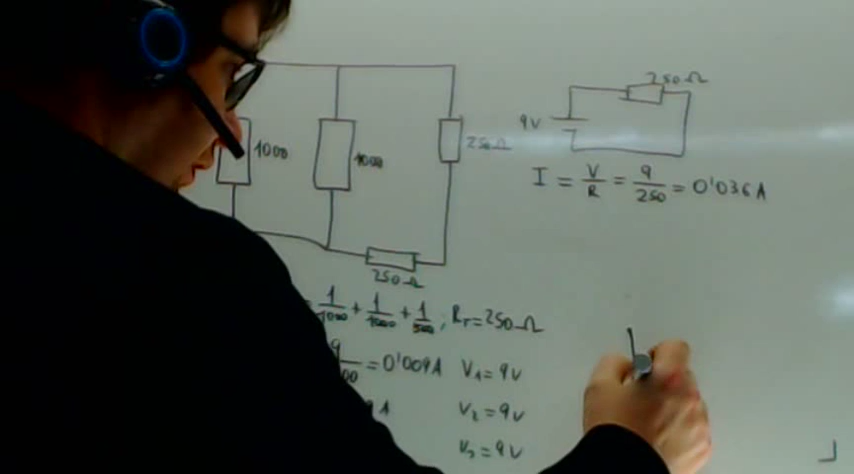 250Ω
9V
1000
1000
250Ω
I = V/R = 9/250 = 0'036A
250Ω
1/1000 + 1/1000 + 1/500 ; R_T = 250Ω
= 0'009A V₁ = 9V
A V₂ = 9V
V₃ = 9V